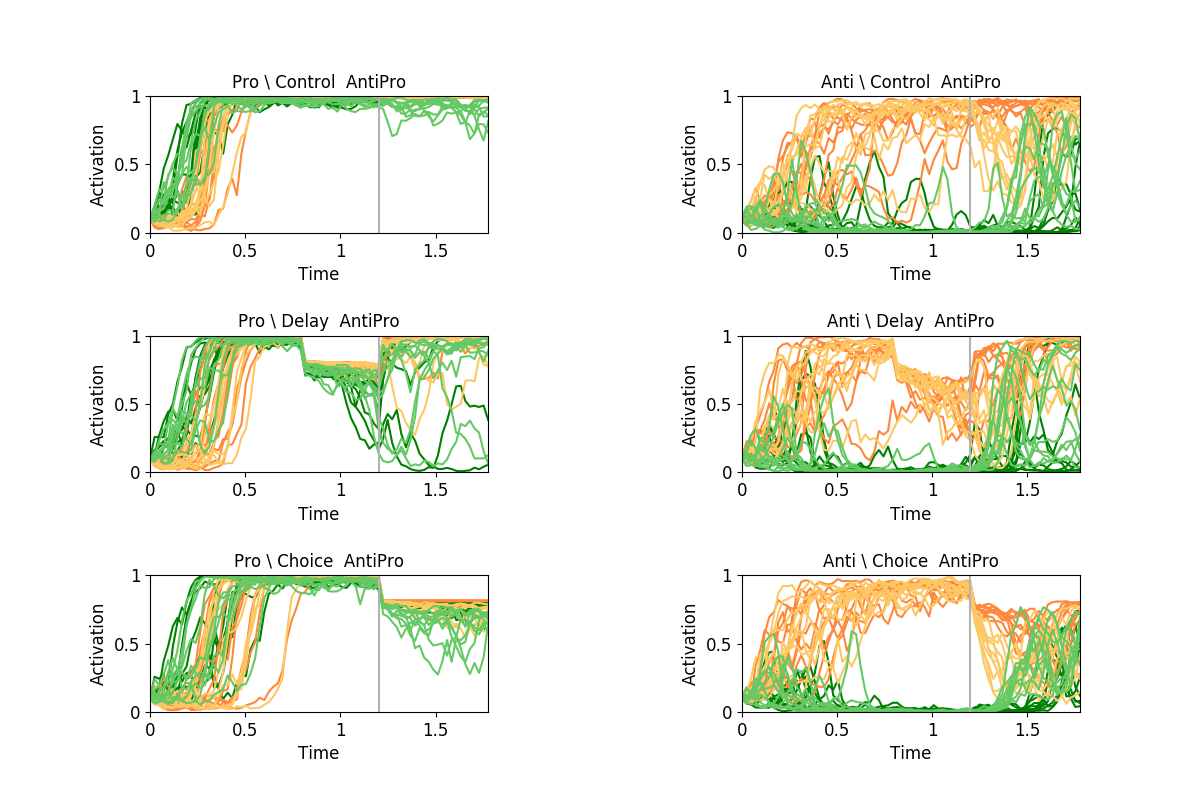 Pro \ Control  AntiPro
1
0.5
0
Activation
0 0.5 1 1.5
Time
Anti \ Control  AntiPro
1
0.5
0
Activation
0 0.5 1 1.5
Time
Pro \ Delay  AntiPro
1
0.5
0
Activation
0 0.5 1 1.5
Time
Anti \ Delay  AntiPro
1
0.5
0
Activation
0 0.5 1 1.5
Time
Pro \ Choice  AntiPro
1
0.5
0
Activation
0 0.5 1 1.5
Time
Anti \ Choice  AntiPro
1
0.5
0
Activation
0 0.5 1 1.5
Time